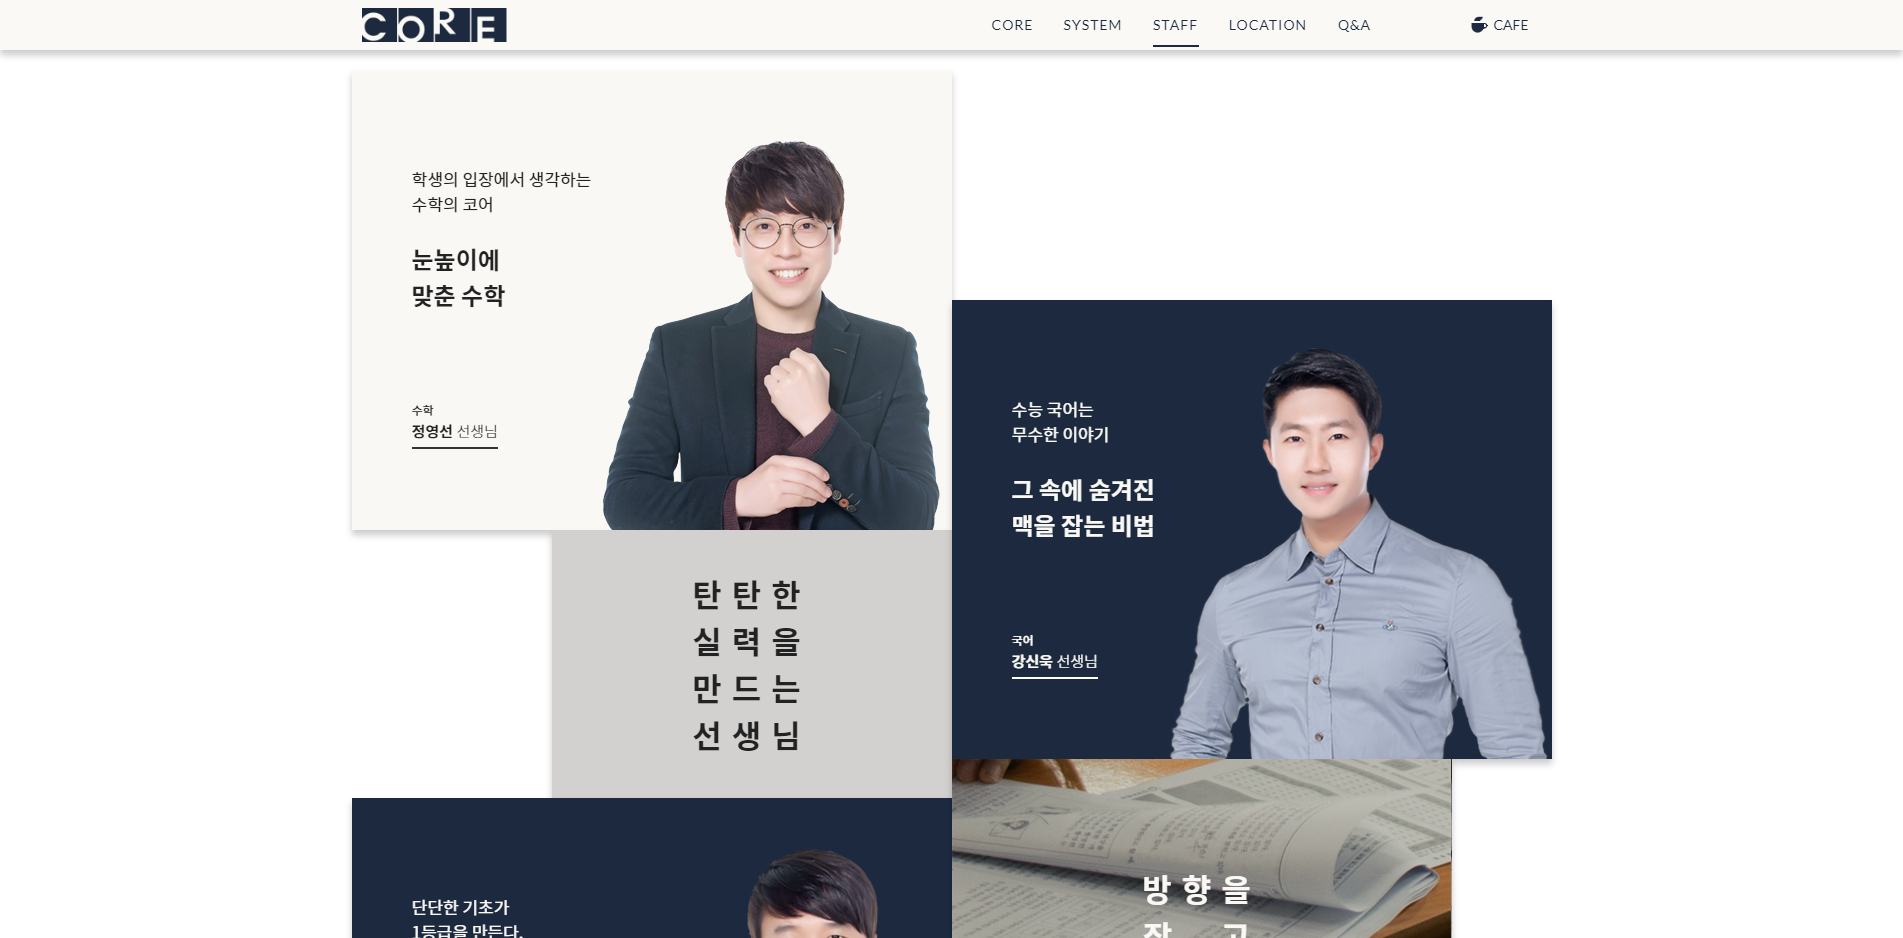 CORE
CORE SYSTEM STAFF LOCATION Q&A CAFE
학생의 입장에서 생각하는
수학의 코어
눈높이에
맞춘 수학
수학
정영선 선생님
수능 국어는
무수한 이야기
그 속에 숨겨진
맥을 잡는 비법
국어
강신욱 선생님
탄탄한
실력을
만드는
선생님
단단한 기초가
1등급을 만든다.
방향을
잡고